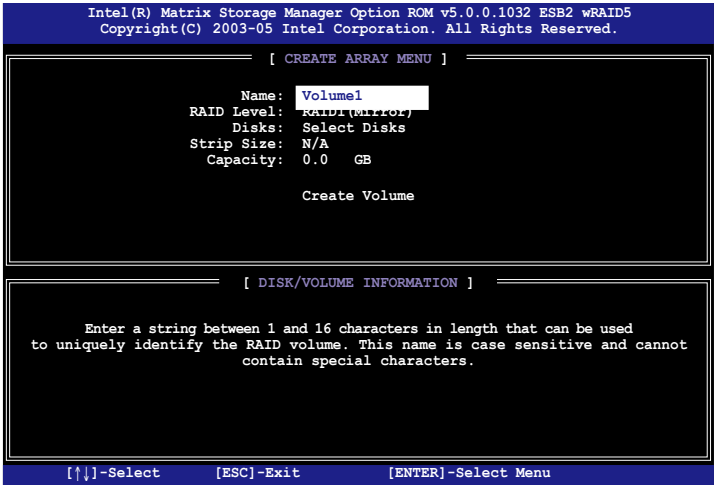 Intel(R) Matrix Storage Manager Option ROM v5.0.0.1032 ESB2 wRAID5
Copyright(C) 2003-05 Intel Corporation. All Rights Reserved.
[ CREATE ARRAY MENU ]
Name: Volume1
RAID Level: RAID1(Mirror)
Disks: Select Disks
Strip Size: N/A
Capacity: 0.0 GB
Create Volume
[ DISK/VOLUME INFORMATION ]
Enter a string between 1 and 16 characters in length that can be used
to uniquely identify the RAID volume. This name is case sensitive and cannot
contain special characters.
[↑↓]-Select [ESC]-Exit [ENTER]-Select Menu